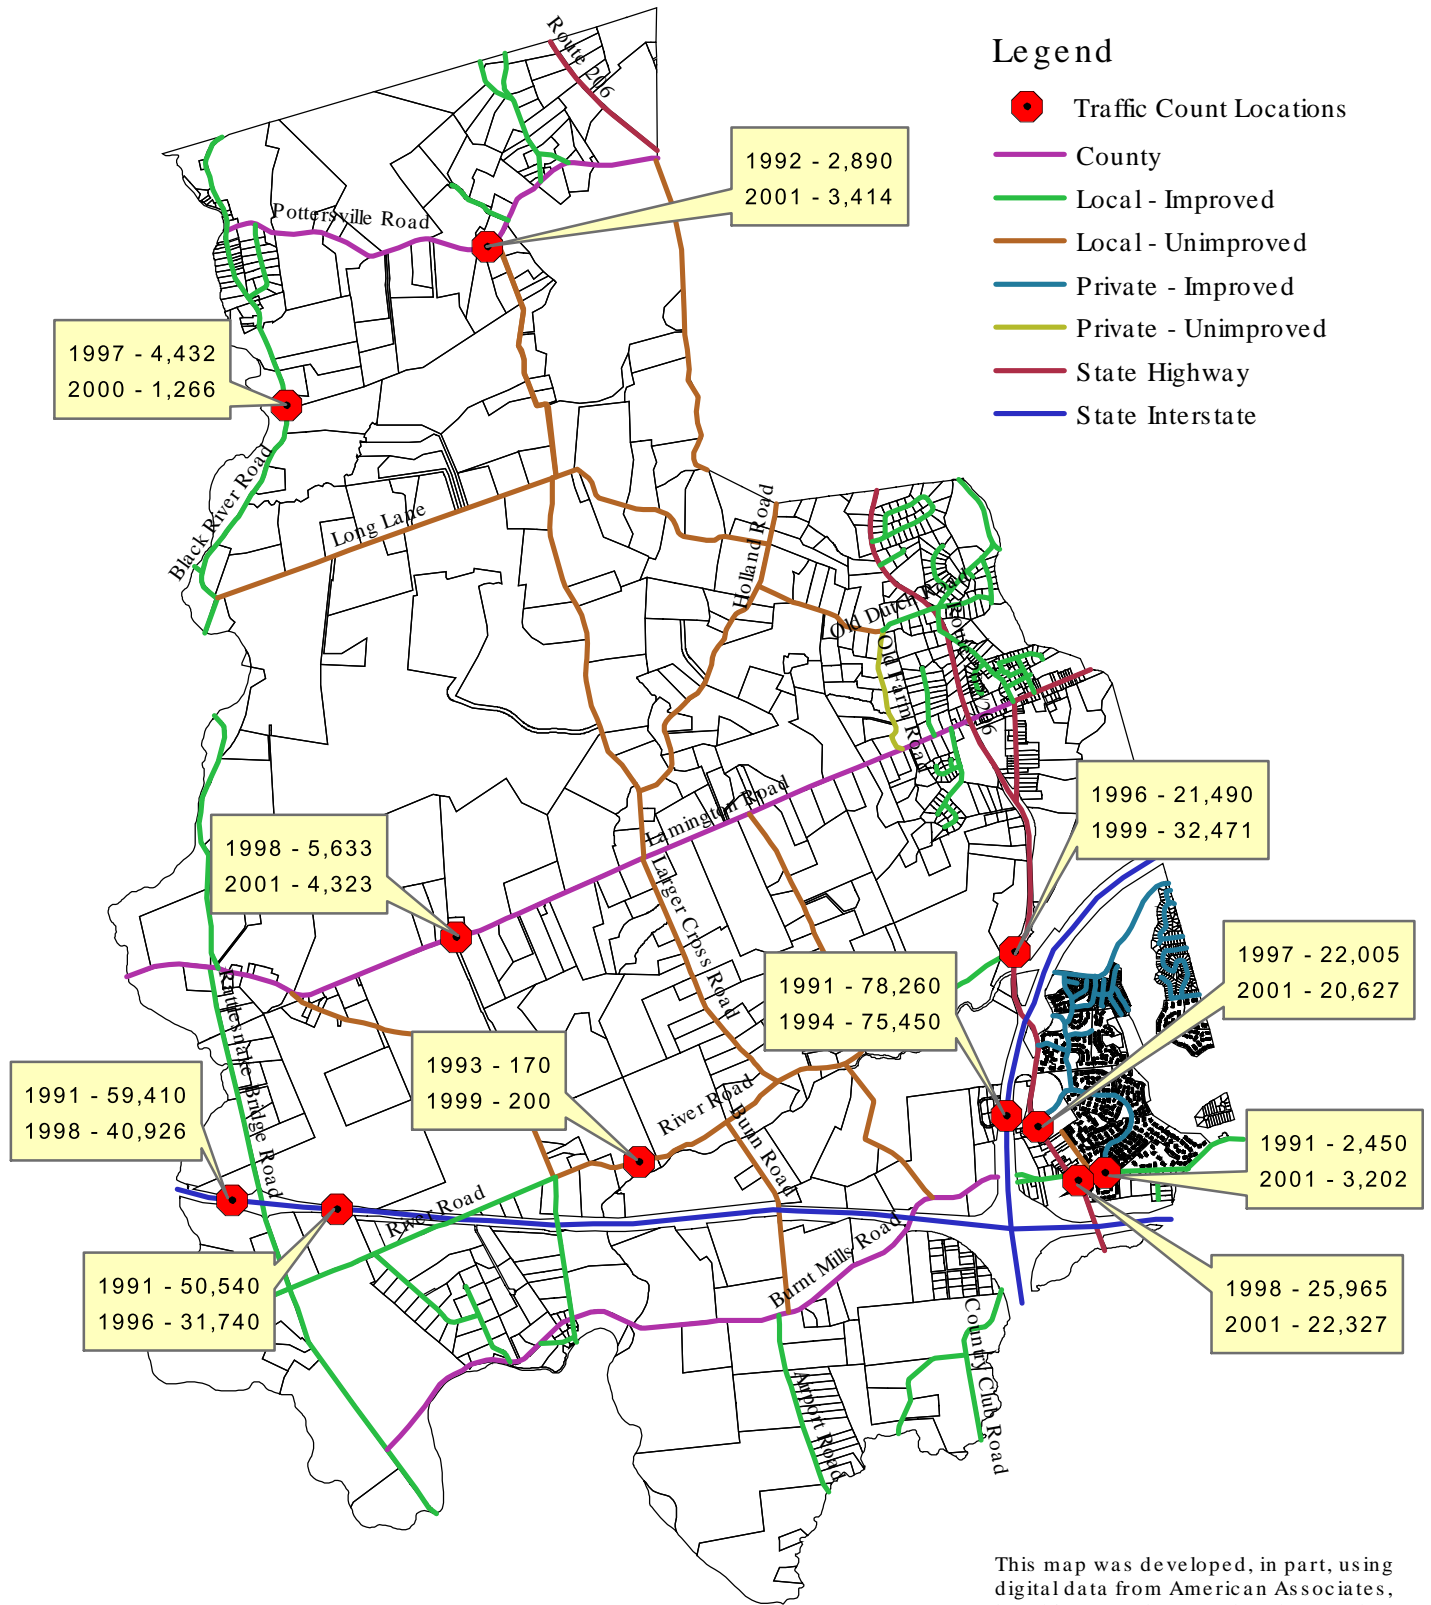 Legend
Traffic Count Locations
County
Local - Improved
Local - Unimproved
Private - Improved
Private - Unimproved
State Highway
State Interstate
Route 206
1992 - 2,890
2001 - 3,414
Pottersville Road
1997 - 4,432
2000 - 1,266
Black River Road
Long Lane
Holland Road
Old Dutch Road
Route 202/206
Old Farm Road
Lamington Road
1996 - 21,490
1999 - 32,471
1998 - 5,633
2001 - 4,323
Larger Cross Road
1997 - 22,005
2001 - 20,627
1991 - 78,260
1994 - 75,450
Rattlesnake Bridge Road
1993 - 170
1999 - 200
1991 - 59,410
1998 - 40,926
River Road
Bunn Road
1991 - 2,450
2001 - 3,202
River Road
Burnt Mills Road
1991 - 50,540
1996 - 31,740
1998 - 25,965
2001 - 22,327
Country Club Road
Airport Road
This map was developed, in part, using
digital data from American Associates,